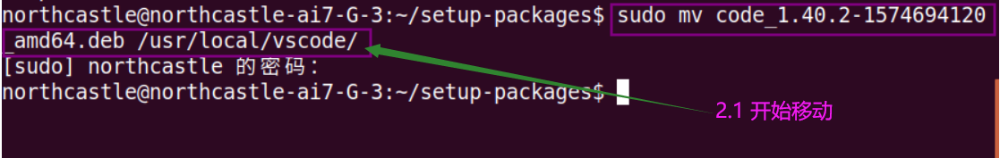 northcastle@northcastle-ai7-G-3:~/setup-packages$ sudo mv code_1.40.2-1574694120
_amd64.deb /usr/local/vscode/
[sudo] northcastle 的密码：
northcastle@northcastle-ai7-G-3:~/setup-packages$
2.1 开始移动